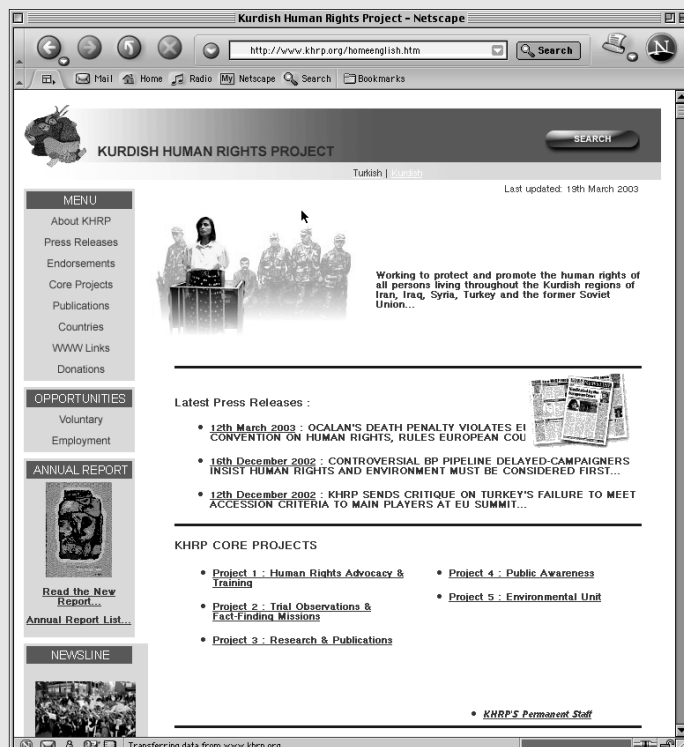 Kurdish Human Rights Project - Netscape
http://www.khrp.org/homeenglish.htm
Search
N
Mail Home Radio My Netscape Search Bookmarks
KURDISH HUMAN RIGHTS PROJECT
SEARCH
Turkish | Kurdish
Last updated: 19th March 2003
MENU
About KHRP
Press Releases
Endorsements
Core Projects
Publications
Countries
WWW Links
Donations
OPPORTUNITIES
Voluntary
Employment
ANNUAL REPORT
Read the New
Report...
Annual Report List...
NEWSLINE
Working to protect and promote the human rights of
all persons living throughout the Kurdish regions of
Iran, Iraq, Syria, Turkey and the former Soviet
Union...
Latest Press Releases :
12th March 2003 : OCALAN'S DEATH PENALTY VIOLATES
CONVENTION ON HUMAN RIGHTS, RULES EUROPEAN COU
16th December 2002 : CONTROVERSIAL BP PIPELINE DELAYED-CAMPAIGNERS
INSIST HUMAN RIGHTS AND ENVIRONMENT MUST BE CONSIDERED FIRST...
12th December 2002 : KHRP SENDS CRITIQUE ON TURKEY'S FAILURE TO MEET
ACCESSION CRITERIA TO MAIN PLAYERS AT EU SUMMIT...
KHRP CORE PROJECTS
Project 1 : Human Rights Advocacy &
Training
Project 2 : Trial Observations &
Fact-Finding Missions
Project 3 : Research & Publications
Project 4 : Public Awareness
Project 5 : Environmental Unit
KHRP'S Permanent Staff
Transferring data from www.khrp.org